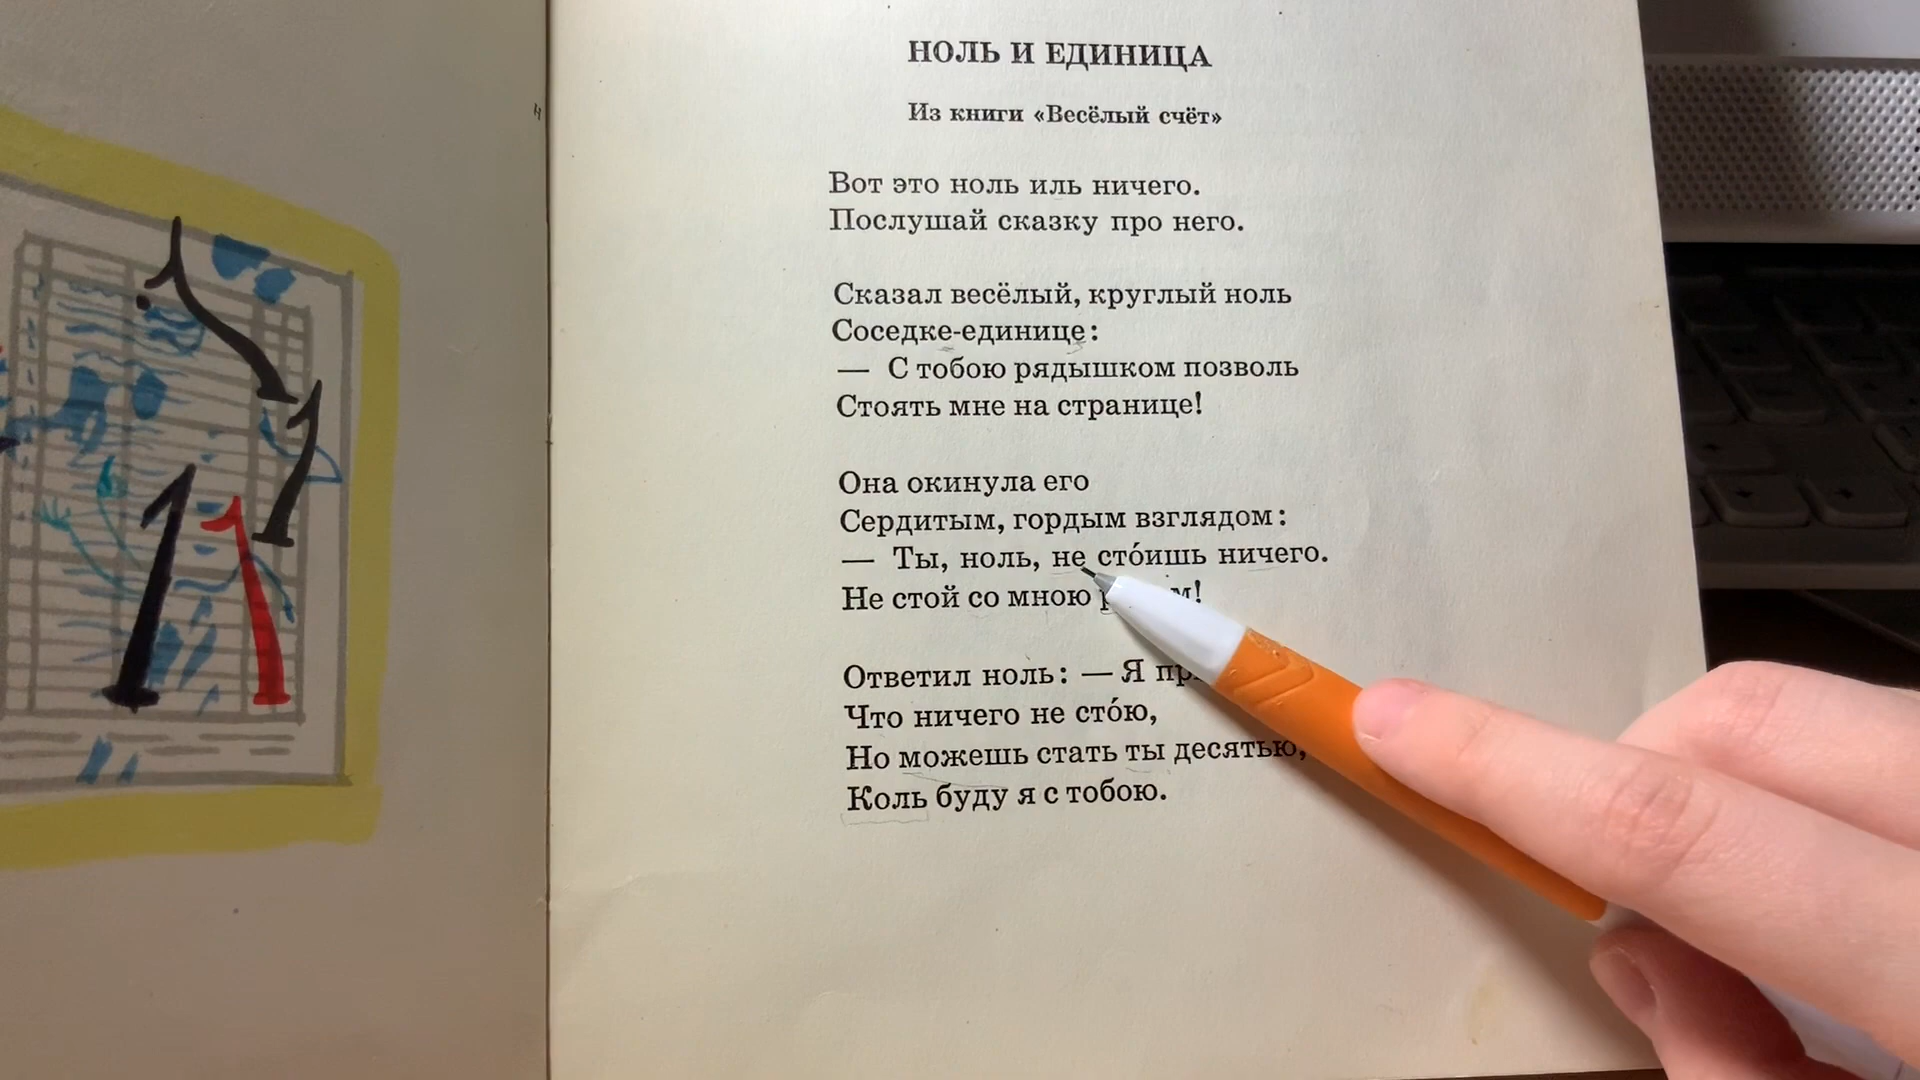 НОЛЬ И ЕДИНИЦА
Из книги «Весёлый счёт»
Вот это ноль иль ничего.
Послушай сказку про него.
Сказал весёлый, круглый ноль
Соседке-единице:
— С тобою рядышком позволь
Стоять мне на странице!
Она окинула его
Сердитым, гордым взглядом:
— Ты, ноль, не сто́ишь ничего.
Не стой со мною
Ответил ноль: — Я
Что ничего не сто́ю,
Но можешь стать ты десятью,
Коль буду я с тобою.